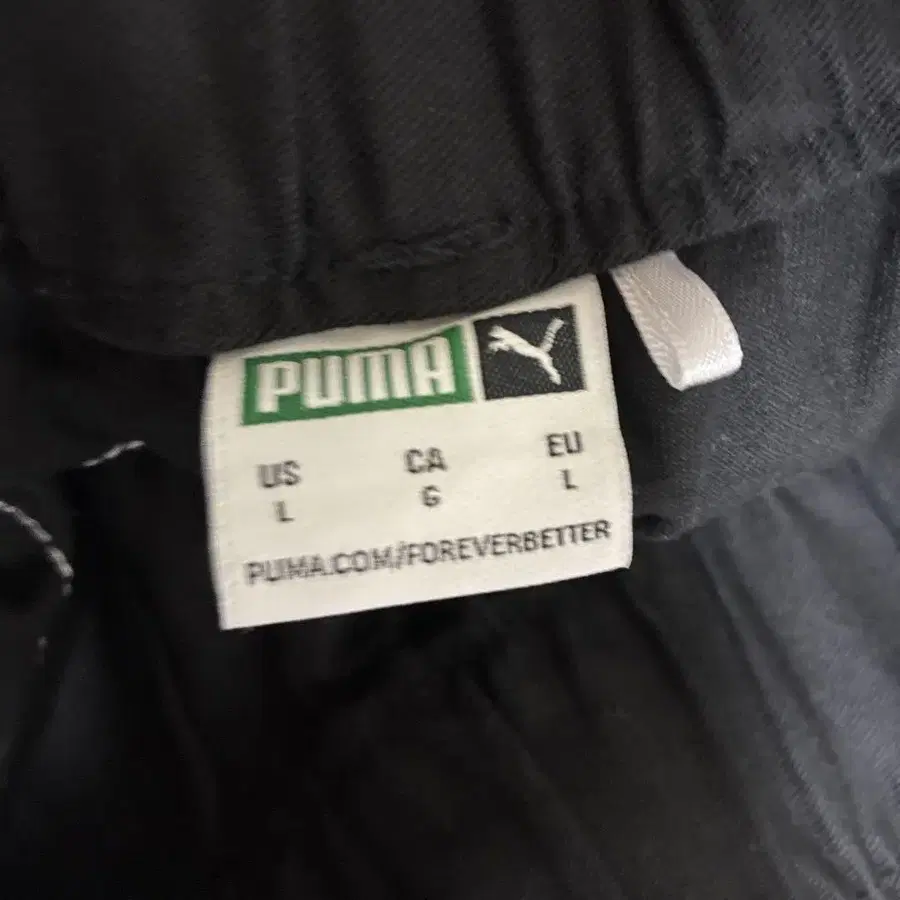 PUMA
US CA EU
L G L
PUMA.COM/FOREVERBETTER